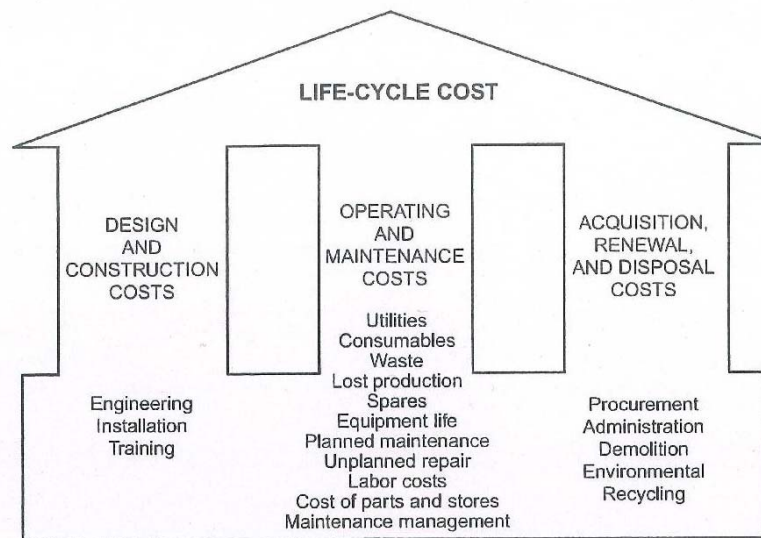 LIFE-CYCLE COST
DESIGN
AND
CONSTRUCTION
COSTS
Engineering
Installation
Training
OPERATING
AND
MAINTENANCE
COSTS
Utilities
Consumables
Waste
Lost production
Spares
Equipment life
Planned maintenance
Unplanned repair
Labor costs
Cost of parts and stores
Maintenance management
ACQUISITION,
RENEWAL,
AND DISPOSAL
COSTS
Procurement
Administration
Demolition
Environmental
Recycling